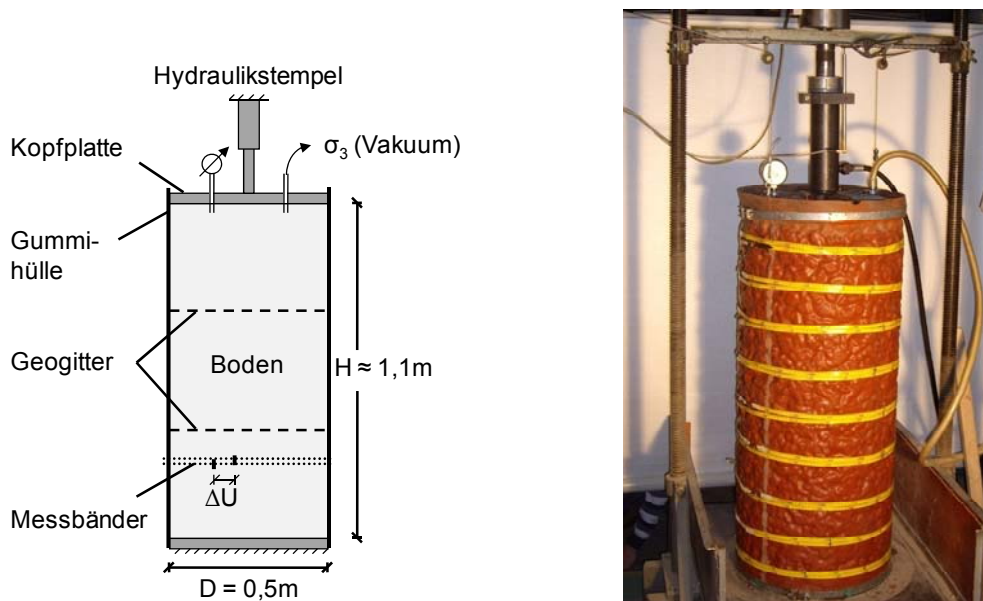 Hydraulikstempel
Kopfplatte
σ₃ (Vakuum)
Gummi-
hülle
Geogitter
Boden
H ≈ 1,1m
ΔU
Messbänder
D = 0,5m